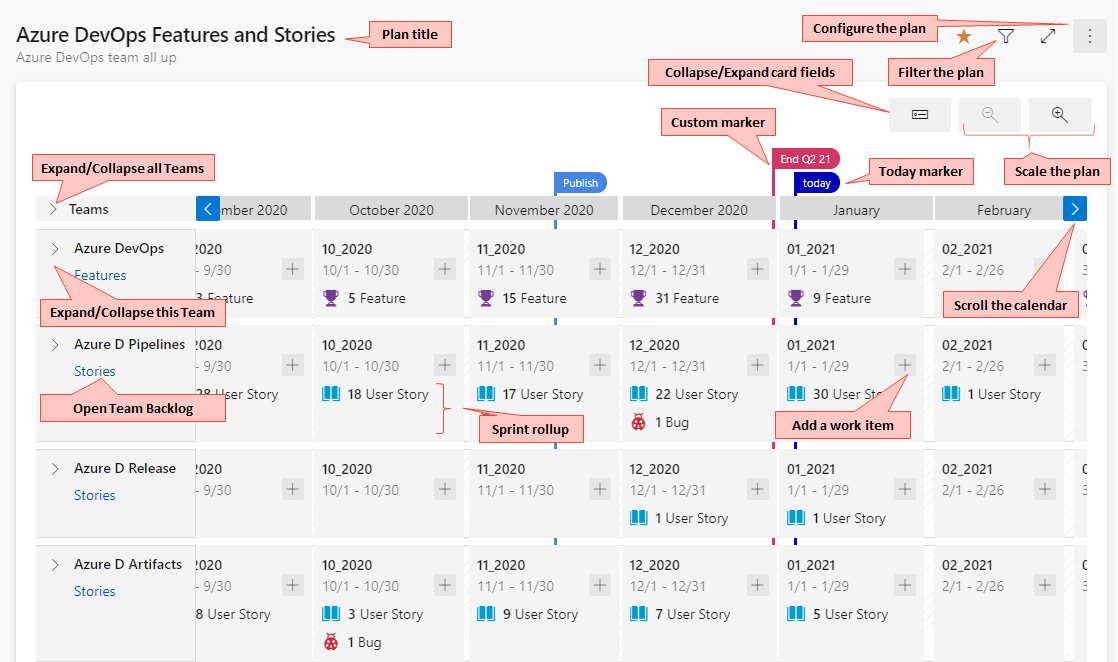 Azure DevOps Features and Stories
Plan title
Azure DevOps team all up
Configure the plan
Filter the plan
Collapse/Expand card fields
Custom marker
Scale the plan
End Q2 21
Today marker
Expand/Collapse all Teams
Publish
today
Teams
mber 2020
October 2020
November 2020
December 2020
January
February
Azure DevOps
Features
2020
- 9/30
3 Feature
10_2020
10/1 - 10/30
5 Feature
11_2020
11/1 - 11/30
15 Feature
12_2020
12/1 - 12/31
31 Feature
01_2021
1/1 - 1/29
9 Feature
02_2021
2/1 - 2/26
Scroll the calendar
Expand/Collapse this Team
Azure D Pipelines
Stories
2020
- 9/30
28 User Story
10_2020
10/1 - 10/30
18 User Story
11_2020
11/1 - 11/30
17 User Story
12_2020
12/1 - 12/31
22 User Story
1 Bug
01_2021
1/1 - 1/29
30 User Story
02_2021
2/1 - 2/26
1 User Story
Open Team Backlog
Sprint rollup
Add a work item
Azure D Release
Stories
2020
- 9/30
10_2020
10/1 - 10/30
11_2020
11/1 - 11/30
12_2020
12/1 - 12/31
1 User Story
01_2021
1/1 - 1/29
1 User Story
02_2021
2/1 - 2/26
Azure D Artifacts
Stories
2020
- 9/30
8 User Story
10_2020
10/1 - 10/30
3 User Story
1 Bug
11_2020
11/1 - 11/30
9 User Story
12_2020
12/1 - 12/31
7 User Story
01_2021
1/1 - 1/29
5 User Story
02_2021
2/1 - 2/26